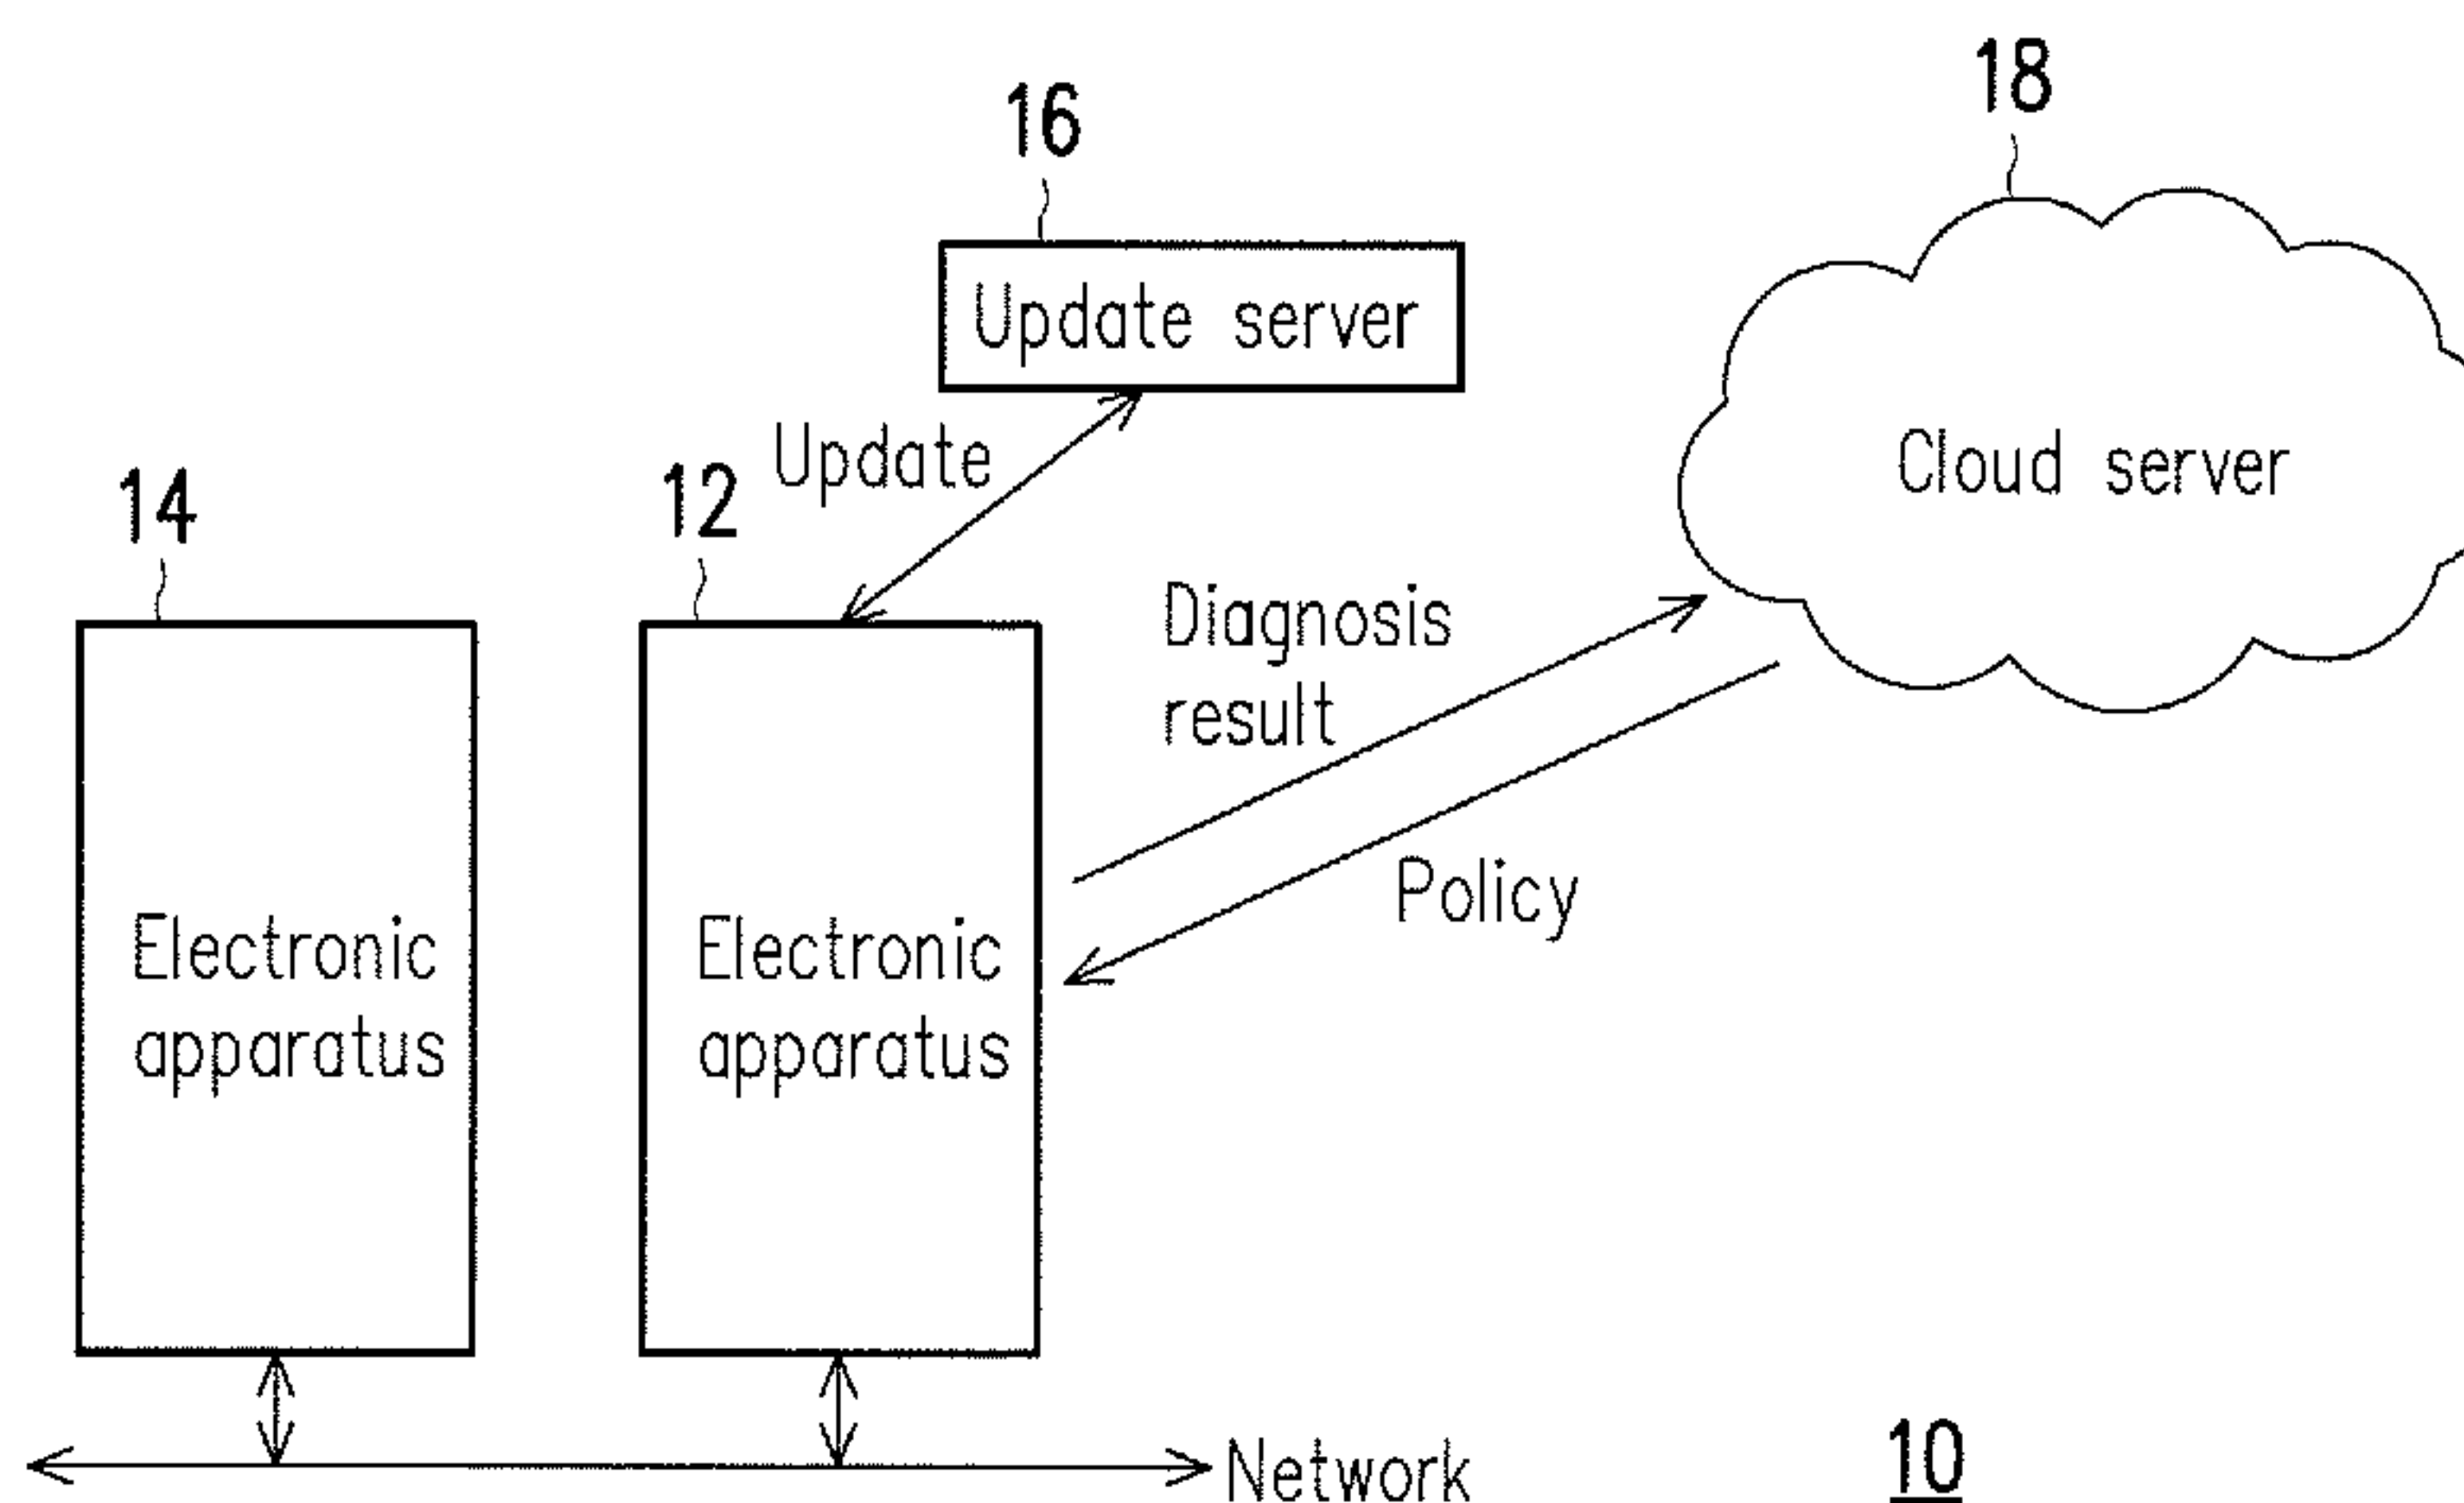 18
16
Update server
Cloud server
Update
14
12
Diagnosis
result
Policy
Electronic
apparatus
Electronic
apparatus
Network
10